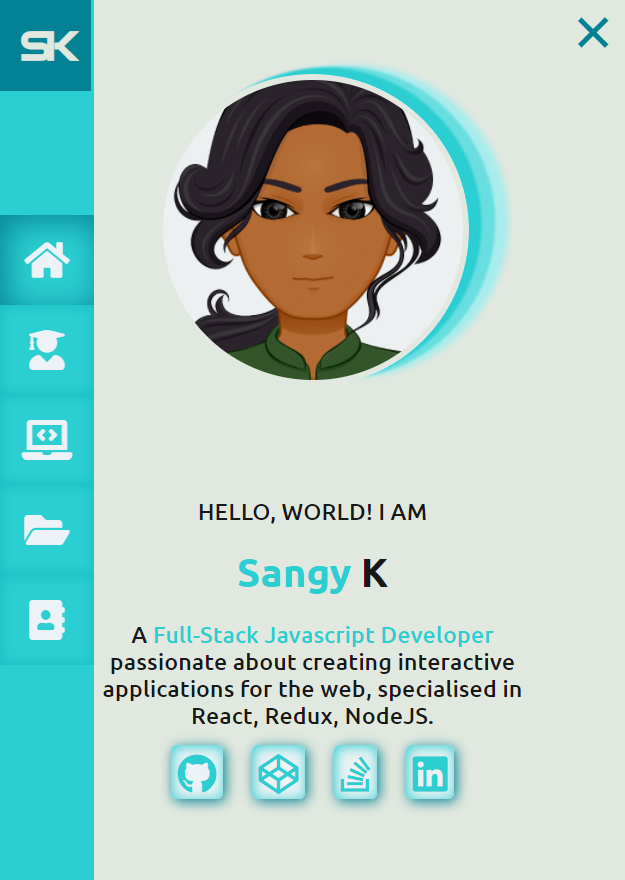 SK
HELLO, WORLD! I AM
Sangy K
A Full-Stack Javascript Developer
passionate about creating interactive
applications for the web, specialised in
React, Redux, NodeJS.
in